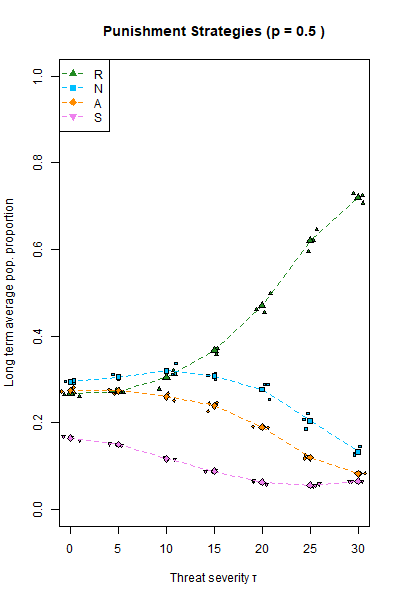 Punishment Strategies (p = 0.5 )
R
N
A
S
Long term average pop. proportion
1.0
0.8
0.6
0.4
0.2
0.0
0 5 10 15 20 25 30
Threat severity τ